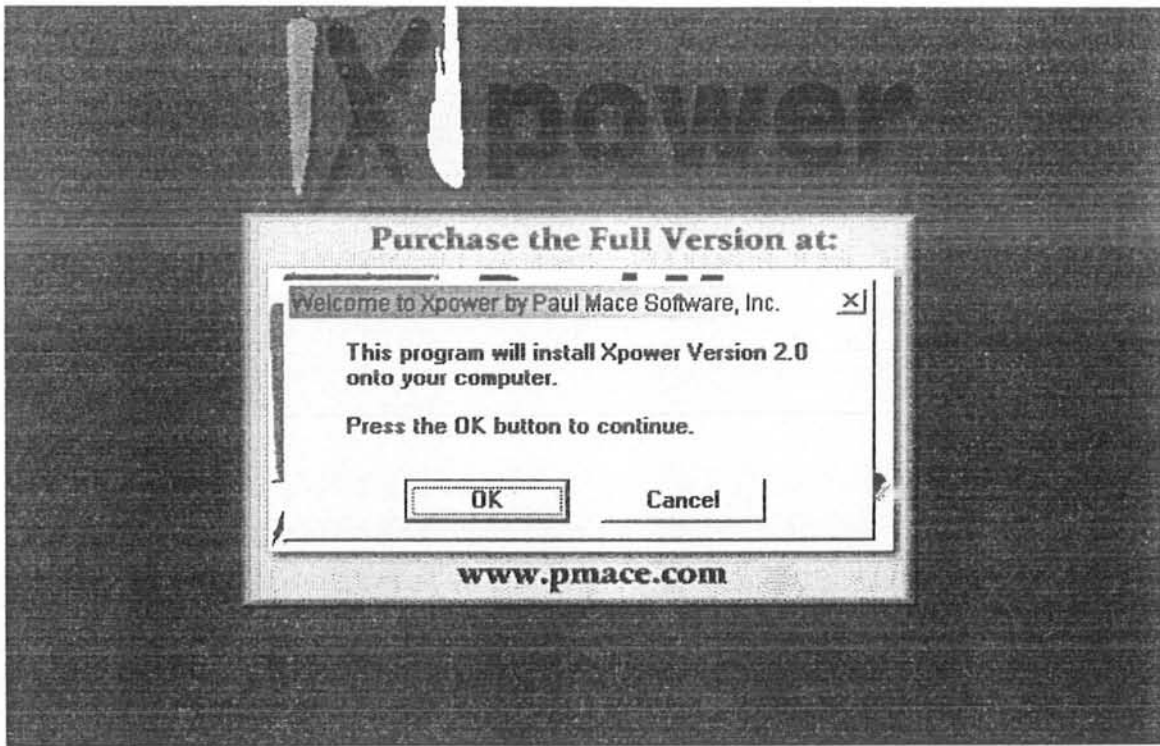 Xpower
Purchase the Full Version at:
Welcome to Xpower by Paul Mace Software, Inc.
This program will install Xpower Version 2.0
onto your computer.
Press the OK button to continue.
OK Cancel
www.pmace.com